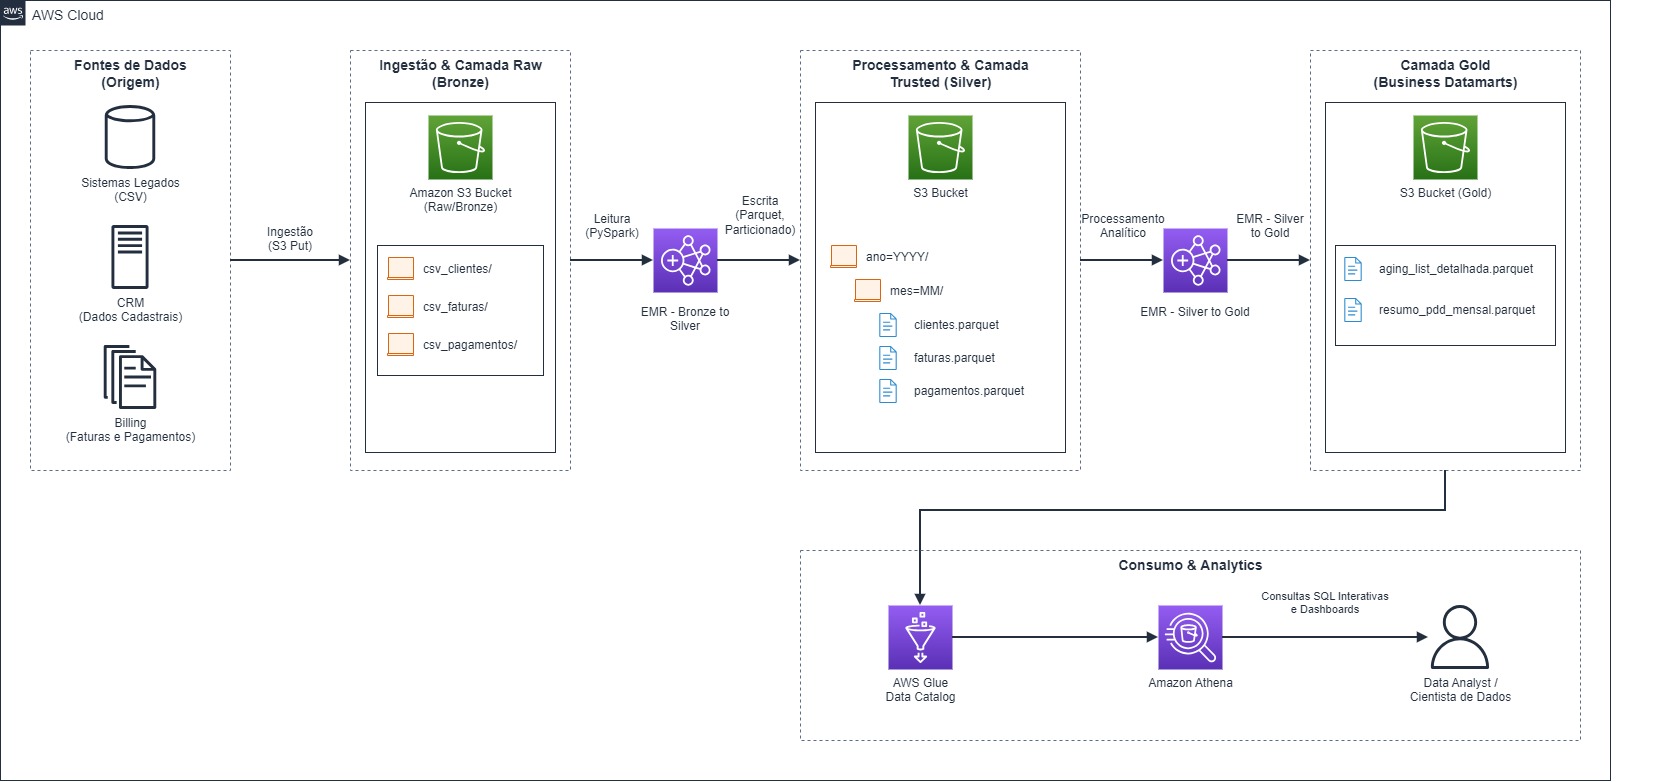 aws
AWS Cloud
Fontes de Dados
(Origem)
Sistemas Legados
(CSV)
CRM
(Dados Cadastrais)
Billing
(Faturas e Pagamentos)
Ingestão
(S3 Put)
Ingestão & Camada Raw
(Bronze)
Amazon S3 Bucket
(Raw/Bronze)
csv_clientes/
csv_faturas/
csv_pagamentos/
Leitura
(PySpark)
EMR - Bronze to
Silver
Escrita
(Parquet,
Particionado)
Processamento & Camada
Trusted (Silver)
S3 Bucket
ano=YYYY/
mes=MM/
clientes.parquet
faturas.parquet
pagamentos.parquet
Processamento
Analítico
EMR - Silver to Gold
EMR - Silver
to Gold
Camada Gold
(Business Datamarts)
S3 Bucket (Gold)
aging_list_detalhada.parquet
resumo_pdd_mensal.parquet
Consumo & Analytics
AWS Glue
Data Catalog
Amazon Athena
Consultas SQL Interativas
e Dashboards
Data Analyst /
Cientista de Dados